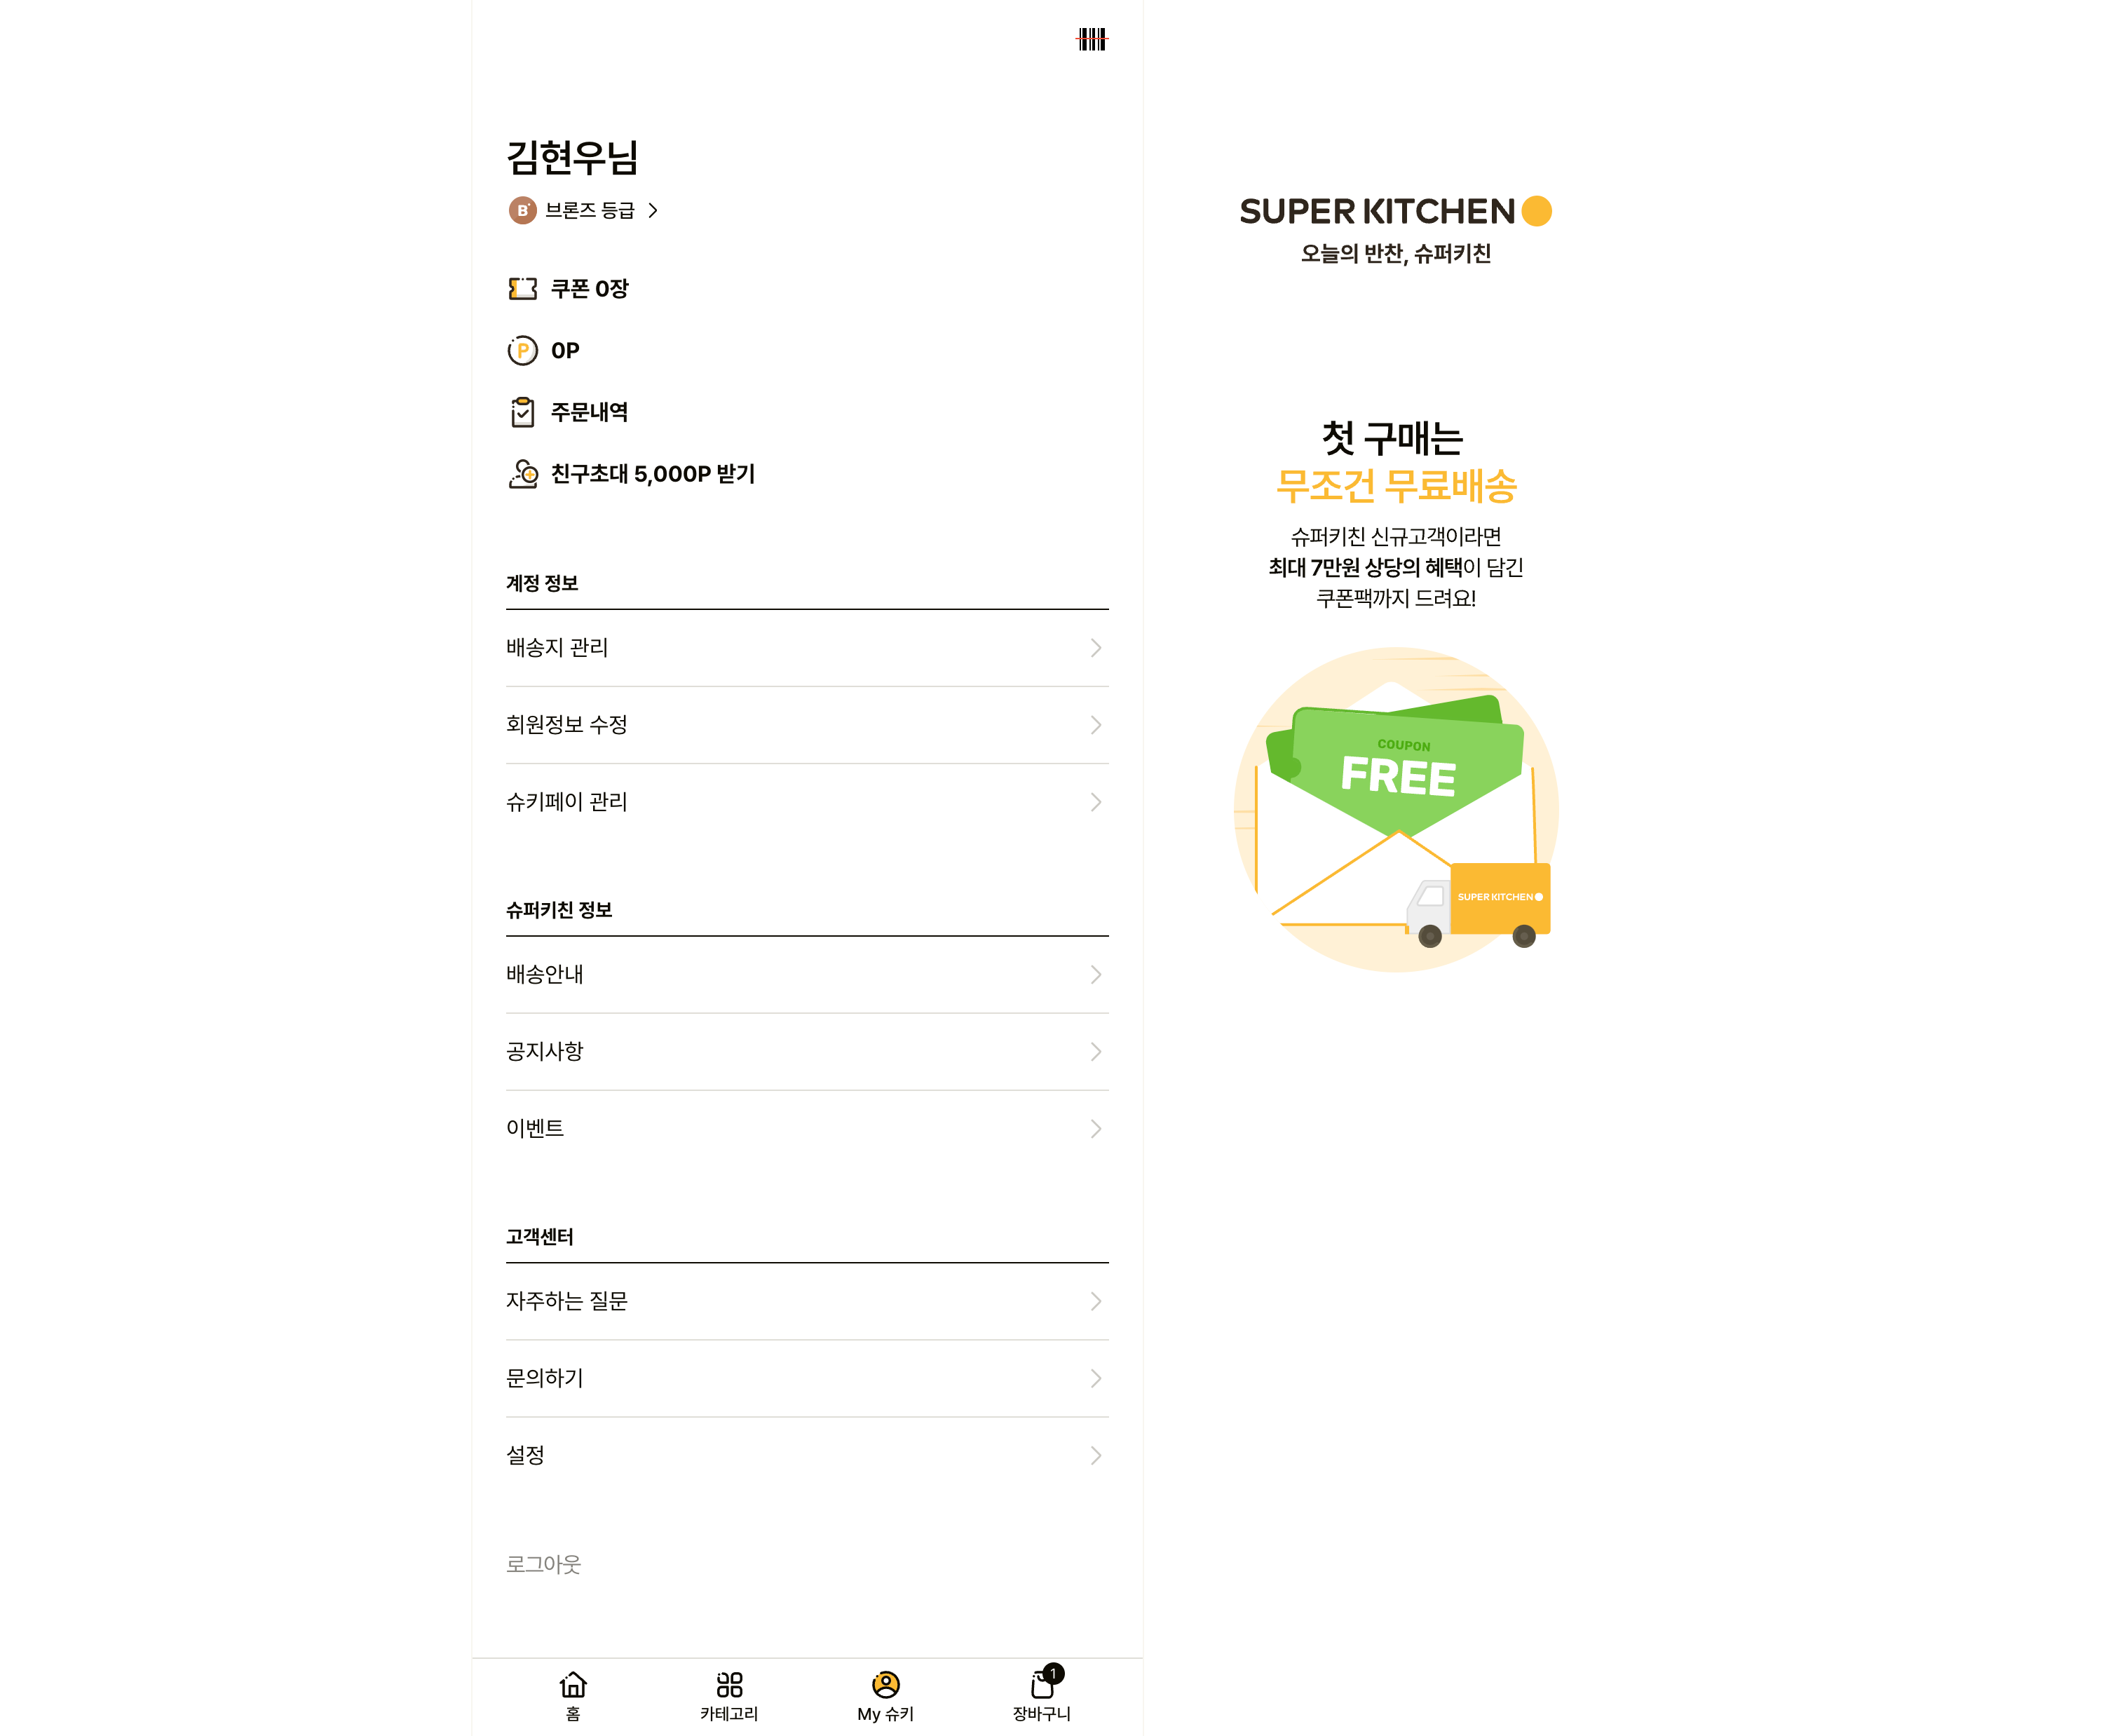 김현우님
B
브론즈 등급
쿠폰 0장
P
0P
주문내역
친구초대 5,000P 받기
계정 정보
배송지 관리
회원정보 수정
슈키페이 관리
슈퍼키친 정보
배송안내
공지사항
이벤트
고객센터
자주하는 질문
문의하기
설정
로그아웃
홈
카테고리
My 슈키
1
장바구니
SUPER KITCHEN
오늘의 반찬, 슈퍼키친
첫 구매는
무조건 무료배송
슈퍼키친 신규고객이라면
최대 7만원 상당의 혜택이 담긴
쿠폰팩까지 드려요!
COUPON
FREE
SUPER KITCHEN